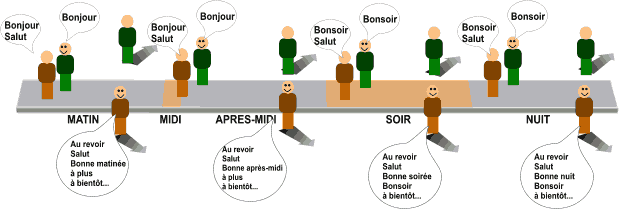 Bonjour
Salut
Bonjour
Bonjour
Salut
Bonjour
Bonsoir
Salut
Bonsoir
Bonsoir
Salut
Bonsoir
MATIN
MIDI
APRES-MIDI
SOIR
NUIT
Au revoir
Salut
Bonne matinée
à plus
à bientôt...
Au revoir
Salut
Bonne après-midi
à plus
à bientôt...
Au revoir
Salut
Bonne soirée
Bonsoir
à bientôt...
Au revoir
Salut
Bonne nuit
Bonsoir
à bientôt...